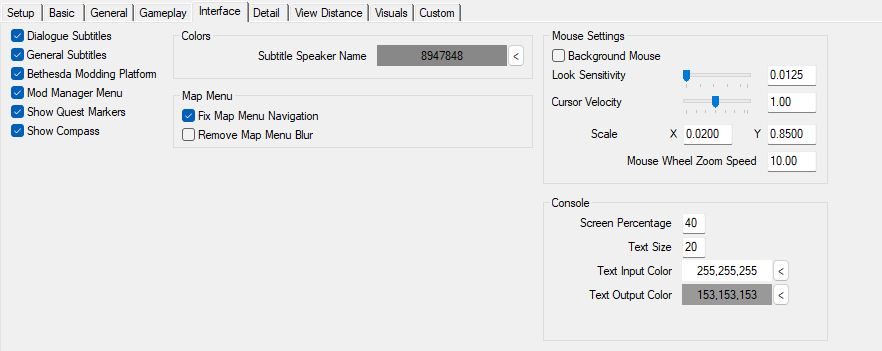 Setup Basic General Gameplay Interface Detail View Distance Visuals Custom
Dialogue Subtitles
General Subtitles
Bethesda Modding Platform
Mod Manager Menu
Show Quest Markers
Show Compass
Colors
Subtitle Speaker Name 8947848 <
Map Menu
Fix Map Menu Navigation
Remove Map Menu Blur
Mouse Settings
Background Mouse
Look Sensitivity 0.0125
Cursor Velocity 1.00
Scale X 0.0200 Y 0.8500
Mouse Wheel Zoom Speed 10.00
Console
Screen Percentage 40
Text Size 20
Text Input Color 255,255,255 <
Text Output Color 153,153,153 <